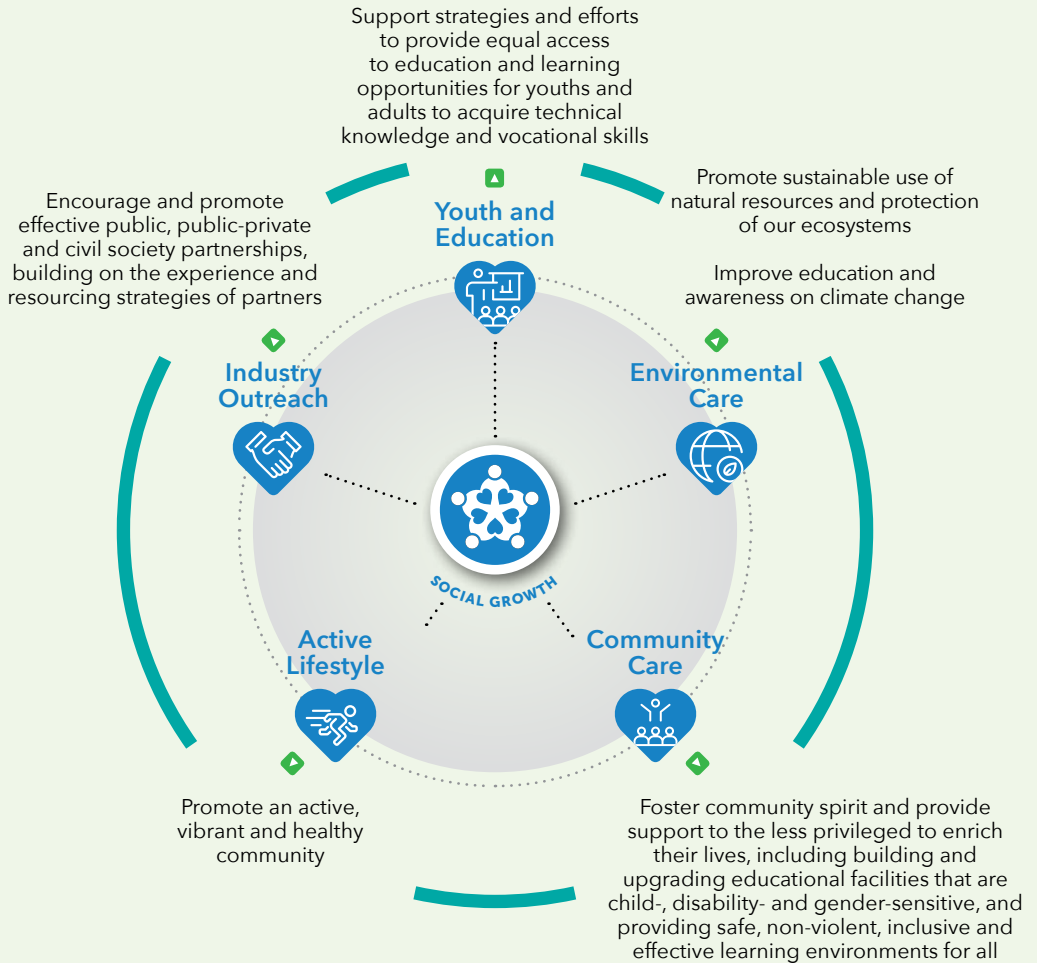 Support strategies and efforts
to provide equal access
to education and learning
opportunities for youths and
adults to acquire technical
knowledge and vocational skills
Youth and
Education
Encourage and promote
effective public, public-private
and civil society partnerships,
building on the experience and
resourcing strategies of partners
Industry
Outreach
Promote sustainable use of
natural resources and protection
of our ecosystems
Improve education and
awareness on climate change
Environmental
Care
SOCIAL GROWTH
Active
Lifestyle
Promote an active,
vibrant and healthy
community
Community
Care
Foster community spirit and provide
support to the less privileged to enrich
their lives, including building and
upgrading educational facilities that are
child-, disability- and gender-sensitive, and
providing safe, non-violent, inclusive and
effective learning environments for all